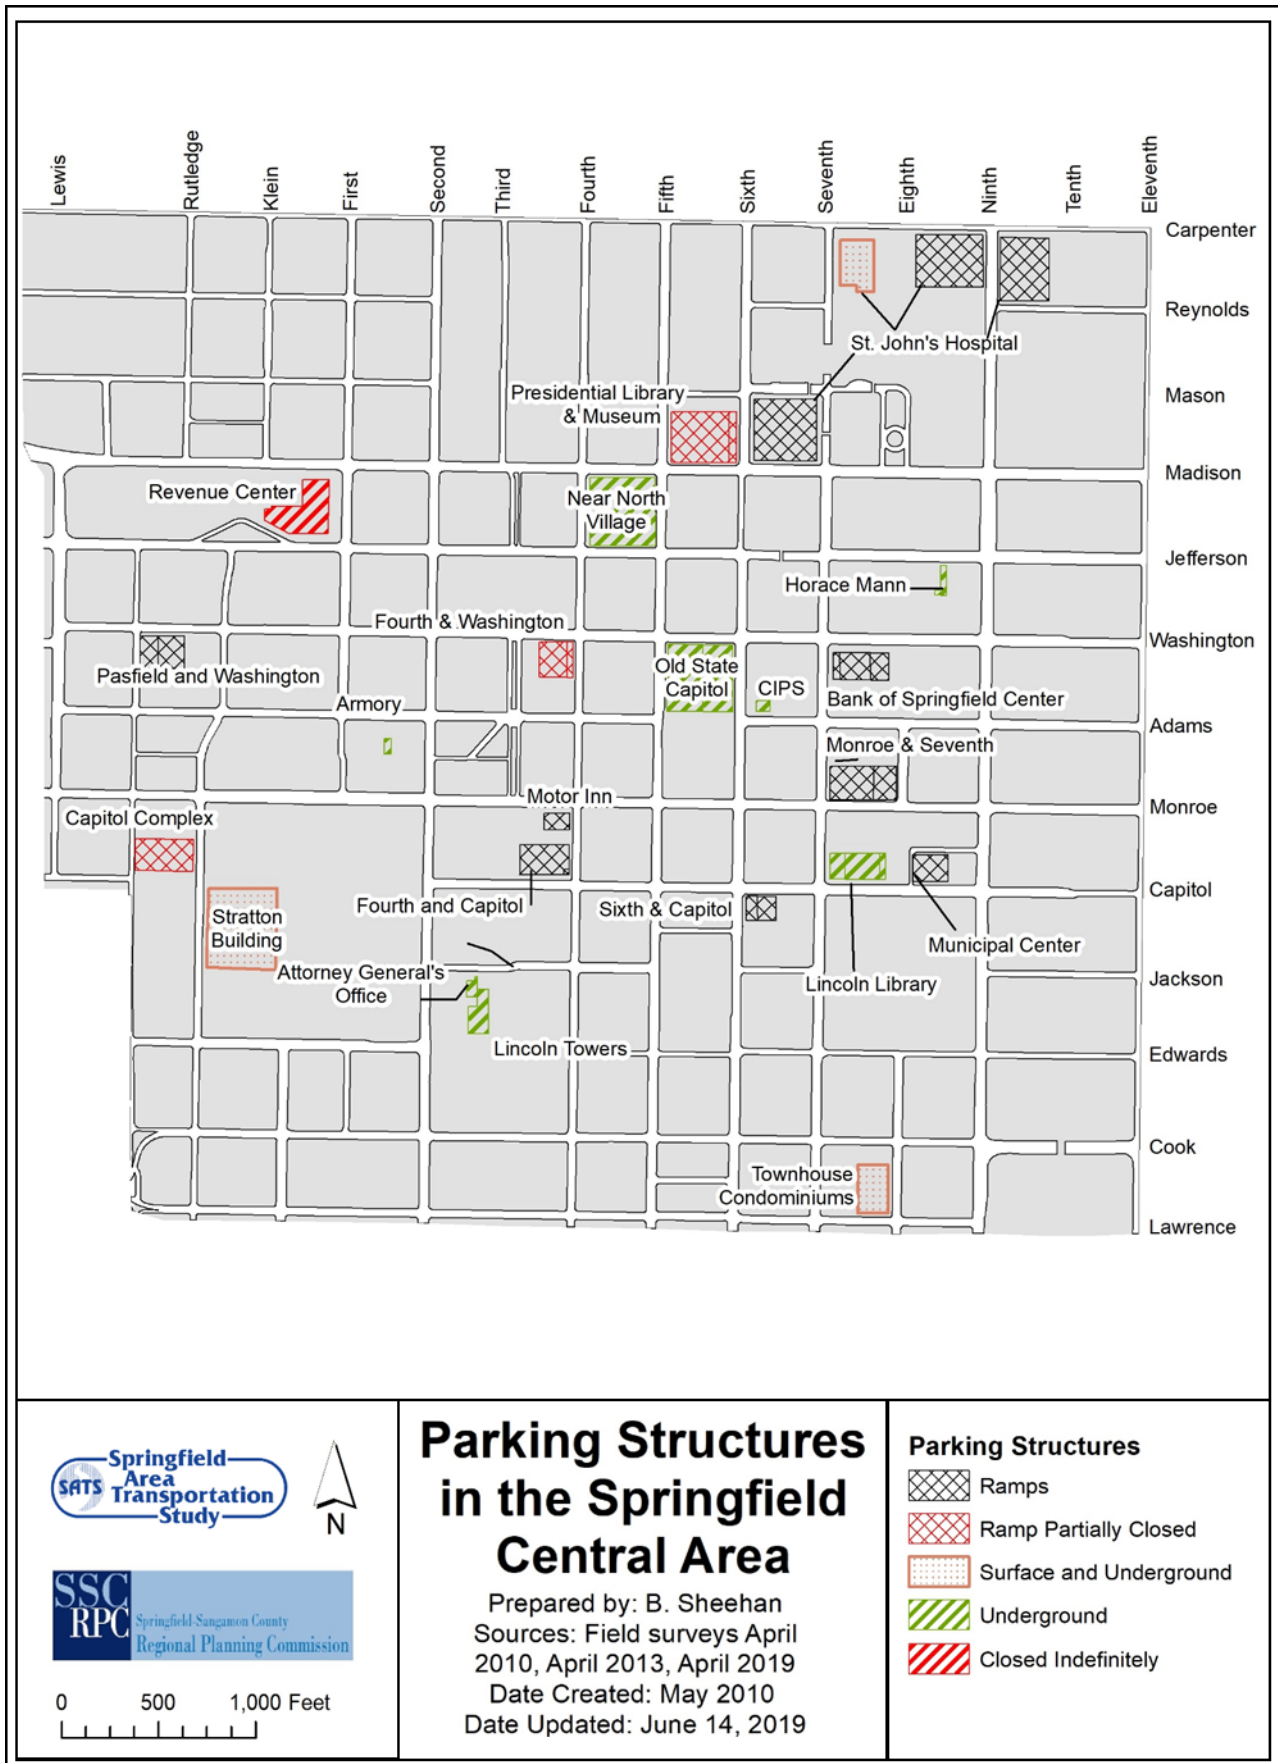 Lewis
Rutledge
Klein
First
Second
Third
Fourth
Fifth
Sixth
Seventh
Eighth
Ninth
Tenth
Eleventh
Carpenter
Reynolds
St. John's Hospital
Presidential Library
& Museum
Mason
Madison
Revenue Center
Near North
Village
Jefferson
Horace Mann
Fourth & Washington
Washington
Pasfield and Washington
Old State
Capitol
CIPS
Bank of Springfield Center
Armory
Adams
Monroe & Seventh
Motor Inn
Monroe
Capitol Complex
Capitol
Fourth and Capitol
Sixth & Capitol
Stratton
Building
Municipal Center
Attorney General's
Office
Lincoln Library
Jackson
Lincoln Towers
Edwards
Cook
Townhouse
Condominiums
Lawrence
Springfield
Area
Transportation
Study
SATS
N
SSC
RPC
Springfield-Sangamon County
Regional Planning Commission
0 500 1,000 Feet
Parking Structures
in the Springfield
Central Area
Prepared by: B. Sheehan
Sources: Field surveys April
2010, April 2013, April 2019
Date Created: May 2010
Date Updated: June 14, 2019
Parking Structures
Ramps
Ramp Partially Closed
Surface and Underground
Underground
Closed Indefinitely